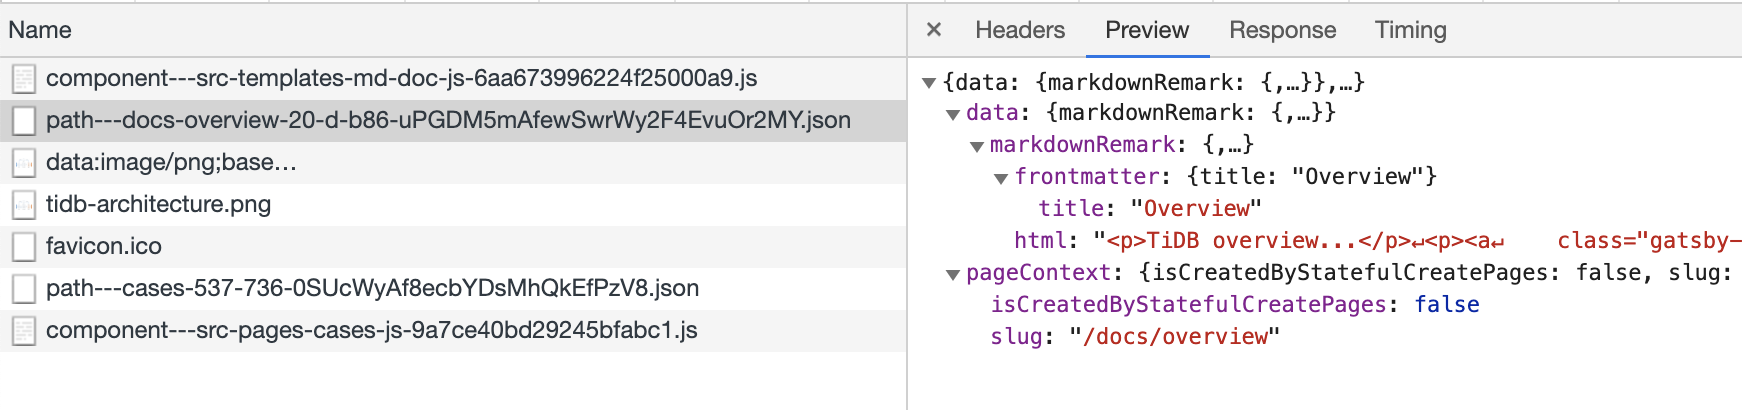 Name
component---src-templates-md-doc-js-6aa673996224f25000a9.js
path---docs-overview-20-d-b86-uPGDM5mAfewSwrWy2F4EvuOr2MY.json
data:image/png;base…
tidb-architecture.png
favicon.ico
path---cases-537-736-0SUcWyAf8ecbYDsMhQkEfPzV8.json
component---src-pages-cases-js-9a7ce40bd29245bfabc1.js
× Headers Preview Response Timing
▼{data: {markdownRemark: {,…}},…}
▼data: {markdownRemark: {,…}}
▼markdownRemark: {,…}
▼frontmatter: {title: "Overview"}
title: "Overview"
html: "<p>TiDB overview...</p>↵<p><a↵    class="gatsby-
▼pageContext: {isCreatedByStatefulCreatePages: false, slug:
isCreatedByStatefulCreatePages: false
slug: "/docs/overview"